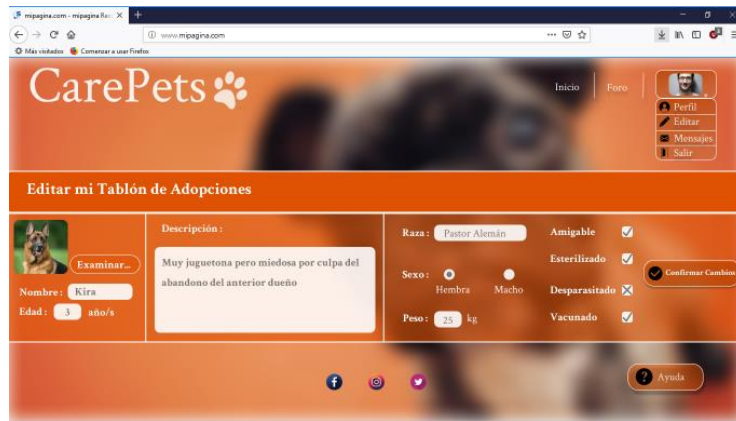 mipagina.com - mipagina Rec
www.mipagina.com
Más visitados Comenzar a usar Firefox
CarePets
Inicio Foro
Perfil
Editar
Mensajes
Salir
Editar mi Tablón de Adopciones
Examinar...
Nombre : Kira
Edad : 3 año/s
Descripción :
Muy juguetona pero miedosa por culpa del
abandono del anterior dueño
Raza : Pastor Alemán
Sexo :
Hembra Macho
Peso : 25 kg
Amigable
Esterilizado
Desparasitado
Vacunado
Confirmar Cambios
? Ayuda